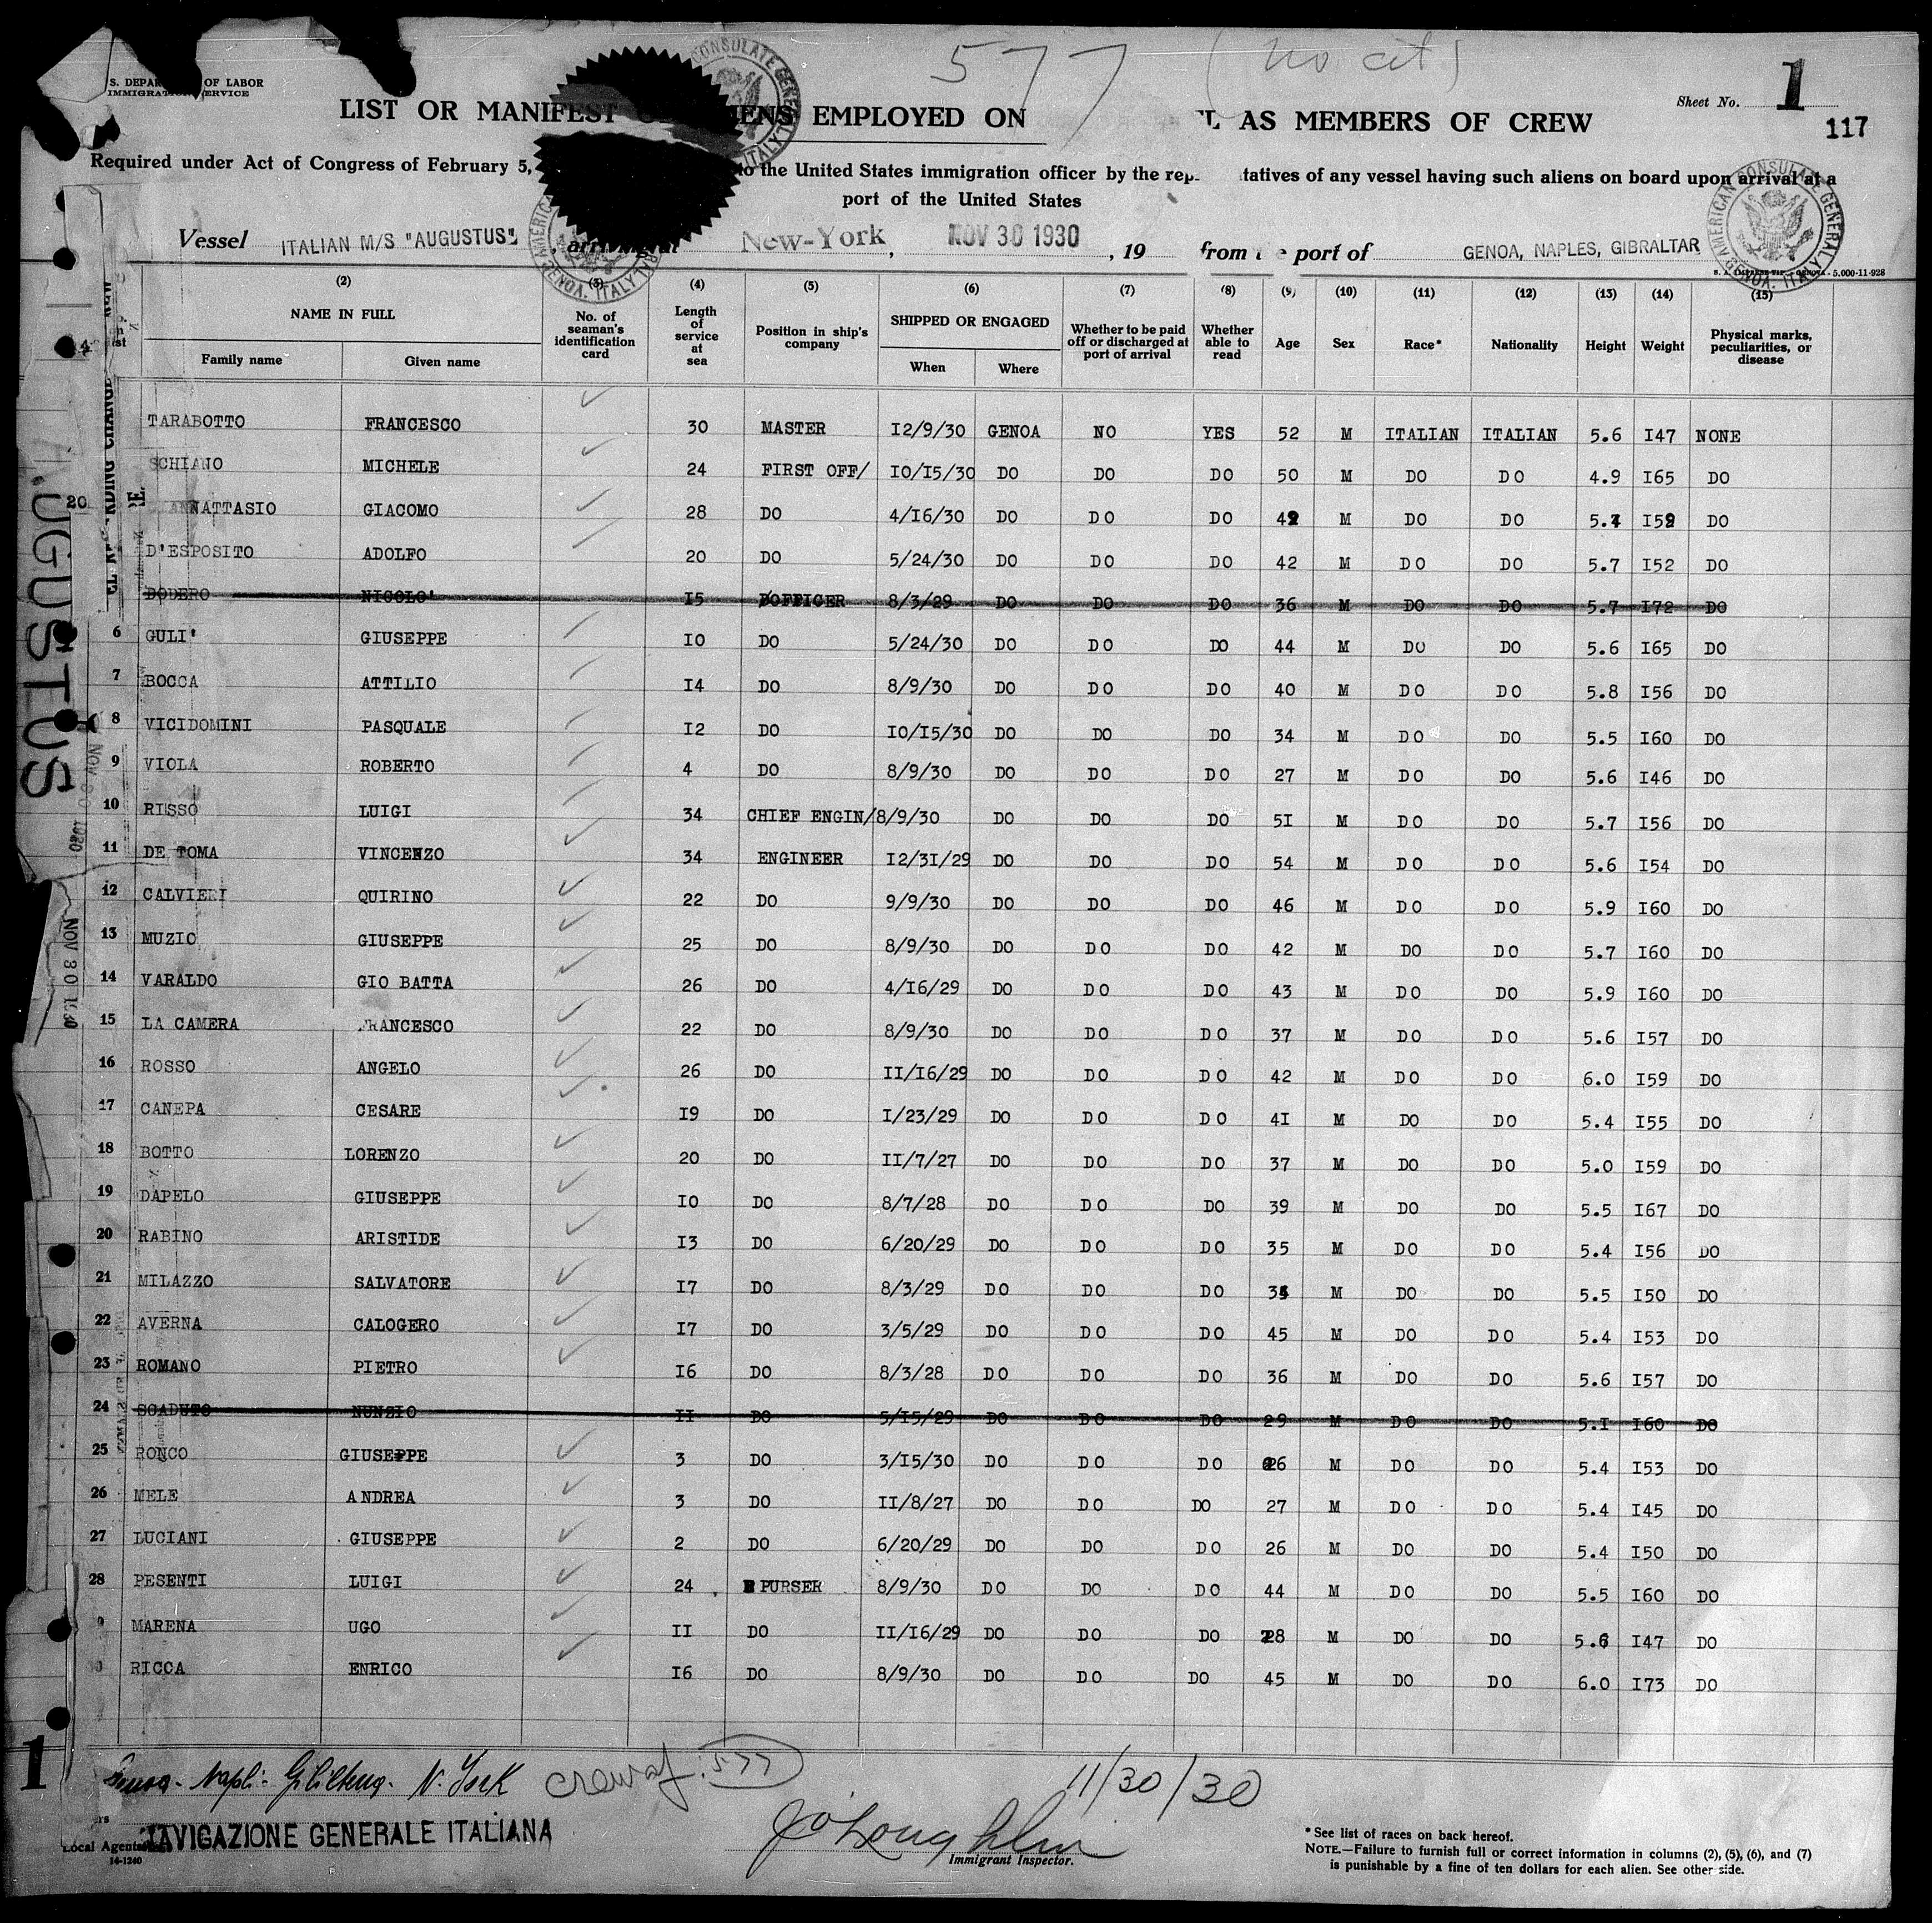 577 (no cit)
S. DEPAR OF LABOR
IMMIGRAT SERVICE
Sheet No. 1
117
LIST OR MANIFEST IENS EMPLOYED ON L AS MEMBERS OF CREW
Required under Act of Congress of February 5, to the United States immigration officer by the rep tatives of any vessel having such aliens on board upon arrival at a
port of the United States
Vessel ITALIAN M/S "AUGUSTUS", New-York, NOV 30 1930, 19 from port of GENOA, NAPLES, GIBRALTAR
AMERICAN CONSULATE GENERAL GENOA, ITALY
(2) (3) (4) (5) (6) (7) (8) (9) (10) (11) (12) (13) (14) (15)
NAME IN FULL No. of seaman's identification card Length of service at sea Position in ship's company SHIPPED OR ENGAGED Whether to be paid off or discharged at port of arrival Whether able to read Age Sex Race* Nationality Height Weight Physical marks, peculiarities, or disease
Family name Given name When Where
TARABOTTO FRANCESCO 30 MASTER I2/9/30 GENOA NO YES 52 M ITALIAN ITALIAN 5.6 I47 NONE
SCHIANO MICHELE 24 FIRST OFF/ I0/I5/30 DO DO DO 50 M DO DO 4.9 I65 DO
NNATTASIO GIACOMO 28 DO 4/I6/30 DO DO DO 49 M DO DO 5.7 I52 DO
D'ESPOSITO ADOLFO 20 DO 5/24/30 DO DO DO 42 M DO DO 5.7 I52 DO
BODERO NICOLO' I5 OFFICER 8/3/29 DO DO DO 36 M DO DO 5.7 I72 DO
6 GULI' GIUSEPPE I0 DO 5/24/30 DO DO DO 44 M DO DO 5.6 I65 DO
7 BOCCA ATTILIO I4 DO 8/9/30 DO DO DO 40 M DO DO 5.8 I56 DO
8 VICIDOMINI PASQUALE I2 DO I0/I5/30 DO DO DO 34 M DO DO 5.5 I60 DO
9 VIOLA ROBERTO 4 DO 8/9/30 DO DO DO 27 M DO DO 5.6 I46 DO
10 RISSO LUIGI 34 CHIEF ENGIN/ 8/9/30 DO DO DO 5I M DO DO 5.7 I56 DO
11 DE TOMA VINCENZO 34 ENGINEER I2/3I/29 DO DO DO 54 M DO DO 5.6 I54 DO
12 CALVIERI QUIRINO 22 DO 9/9/30 DO DO DO 46 M DO DO 5.9 I60 DO
13 MUZIO GIUSEPPE 25 DO 8/9/30 DO DO DO 42 M DO DO 5.7 I60 DO
14 VARALDO GIO BATTA 26 DO 4/I6/29 DO DO DO 43 M DO DO 5.9 I60 DO
15 LA CAMERA FRANCESCO 22 DO 8/9/30 DO DO DO 37 M DO DO 5.6 I57 DO
16 ROSSO ANGELO 26 DO II/I6/29 DO DO DO 42 M DO DO 6.0 I59 DO
17 CANEPA CESARE I9 DO I/23/29 DO DO DO 4I M DO DO 5.4 I55 DO
18 BOTTO LORENZO 20 DO II/7/27 DO DO DO 37 M DO DO 5.0 I59 DO
19 DAPELO GIUSEPPE I0 DO 8/7/28 DO DO DO 39 M DO DO 5.5 I67 DO
20 RABINO ARISTIDE I3 DO 6/20/29 DO DO DO 35 M DO DO 5.4 I56 DO
21 MILAZZO SALVATORE I7 DO 8/3/29 DO DO DO M DO DO 5.5 I50 DO
22 AVERNA CALOGERO I7 DO 3/5/29 DO DO DO 45 M DO DO 5.4 I53 DO
23 ROMANO PIETRO I6 DO 8/3/28 DO DO DO 36 M DO DO 5.6 I57 DO
24 SCADUTO NUNZIO II DO 5/I5/29 DO DO DO 29 M DO DO 5.I I60 DO
25 RONCO GIUSEPPE 3 DO 3/I5/30 DO DO DO 26 M DO DO 5.4 I53 DO
26 MELE ANDREA 3 DO II/8/27 DO DO DO 27 M DO DO 5.4 I45 DO
27 LUCIANI GIUSEPPE 2 DO 6/20/29 DO DO DO 26 M DO DO 5.4 I50 DO
28 PESENTI LUIGI 24 PURSER 8/9/30 DO DO DO 44 M DO DO 5.5 I60 DO
9 MARENA UGO II DO II/I6/29 DO DO DO 28 M DO DO 5.6 I47 DO
30 RICCA ENRICO I6 DO 8/9/30 DO DO DO 45 M DO DO 6.0 I73 DO
AUGUSTUS
NOV 30 1930
1
Genoa - Napli - N. York 577 11/30/30
Local Agents NAVIGAZIONE GENERALE ITALIANA
14-1240
Immigrant Inspector.
*See list of races on back hereof.
NOTE.—Failure to furnish full or correct information in columns (2), (5), (6), and (7)
is punishable by a fine of ten dollars for each alien. See other side.